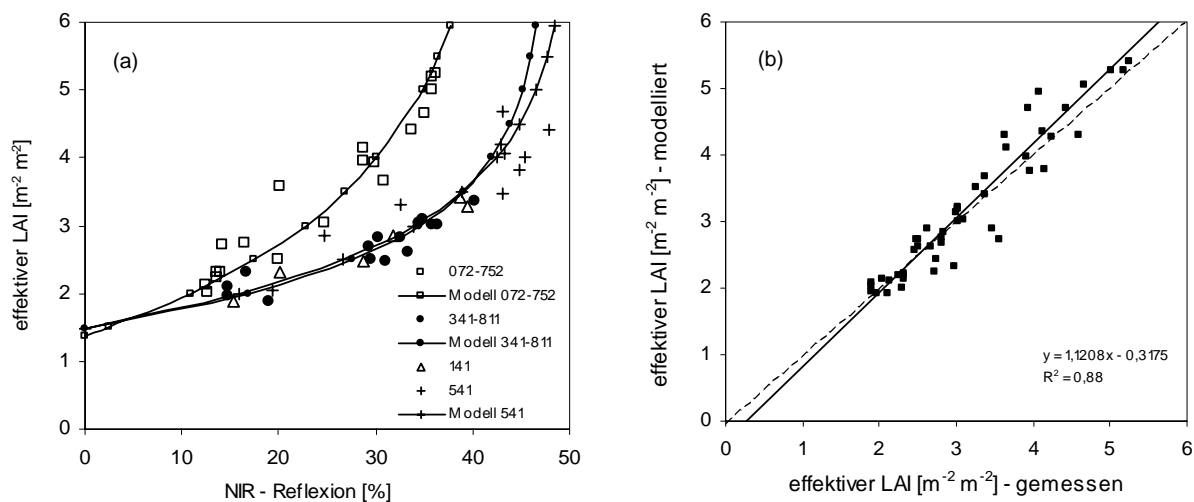 (a)
effektiver LAI [m⁻² m⁻²]
6
5
4
3
2
1
0
0 10 20 30 40 50
NIR - Reflexion [%]
072-752
Modell 072-752
341-811
Modell 341-811
141
541
Modell 541
(b)
effektiver LAI [m⁻² m⁻²] - modelliert
6
5
4
3
2
1
0
0 1 2 3 4 5 6
effektiver LAI [m⁻² m⁻²] - gemessen
y = 1,1208x - 0,3175
R² = 0,88